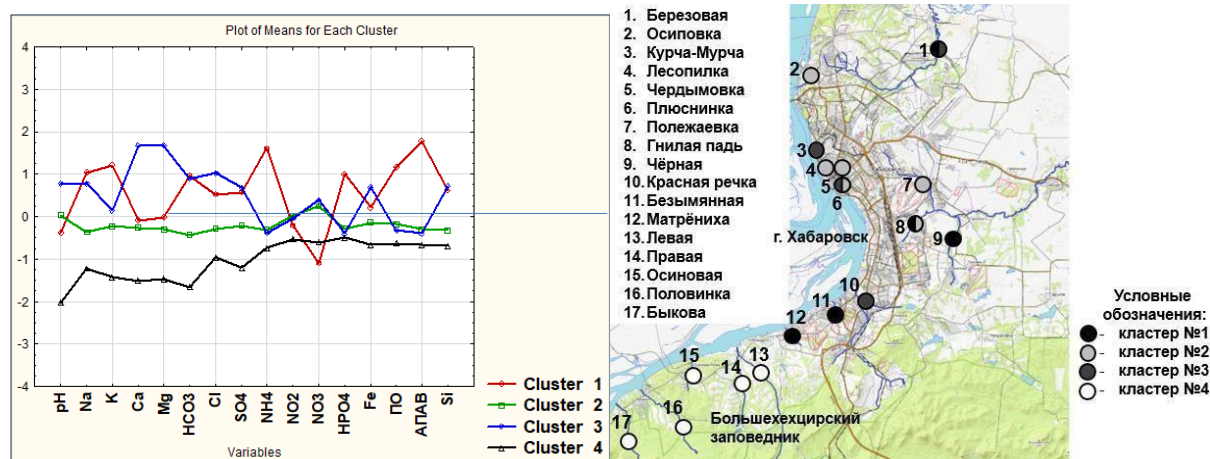 Plot of Means for Each Cluster
4
3
2
1
0
-1
-2
-3
-4
pH
Na
K
Ca
Mg
HCO3
Cl
SO4
NH4
NO2
NO3
HPO4
Fe
ПО
АПАВ
Si
Variables
Cluster 1
Cluster 2
Cluster 3
Cluster 4
1. Березовая
2. Осиповка
3. Курча-Мурча
4. Лесопилка
5. Чердымовка
6. Плюснинка
7. Полежаевка
8. Гнилая падь
9. Чёрная
10. Красная речка
11. Безымянная
12. Матрёниха
13. Левая
14. Правая
15. Осиновая
16. Половинка
17. Быкова
1
2
3
4
5
6
7
8
г. Хабаровск
9
10
11
12
13
15
14
16
17
Большехехцирский
заповедник
Условные
обозначения:
- кластер №1
- кластер №2
- кластер №3
- кластер №4